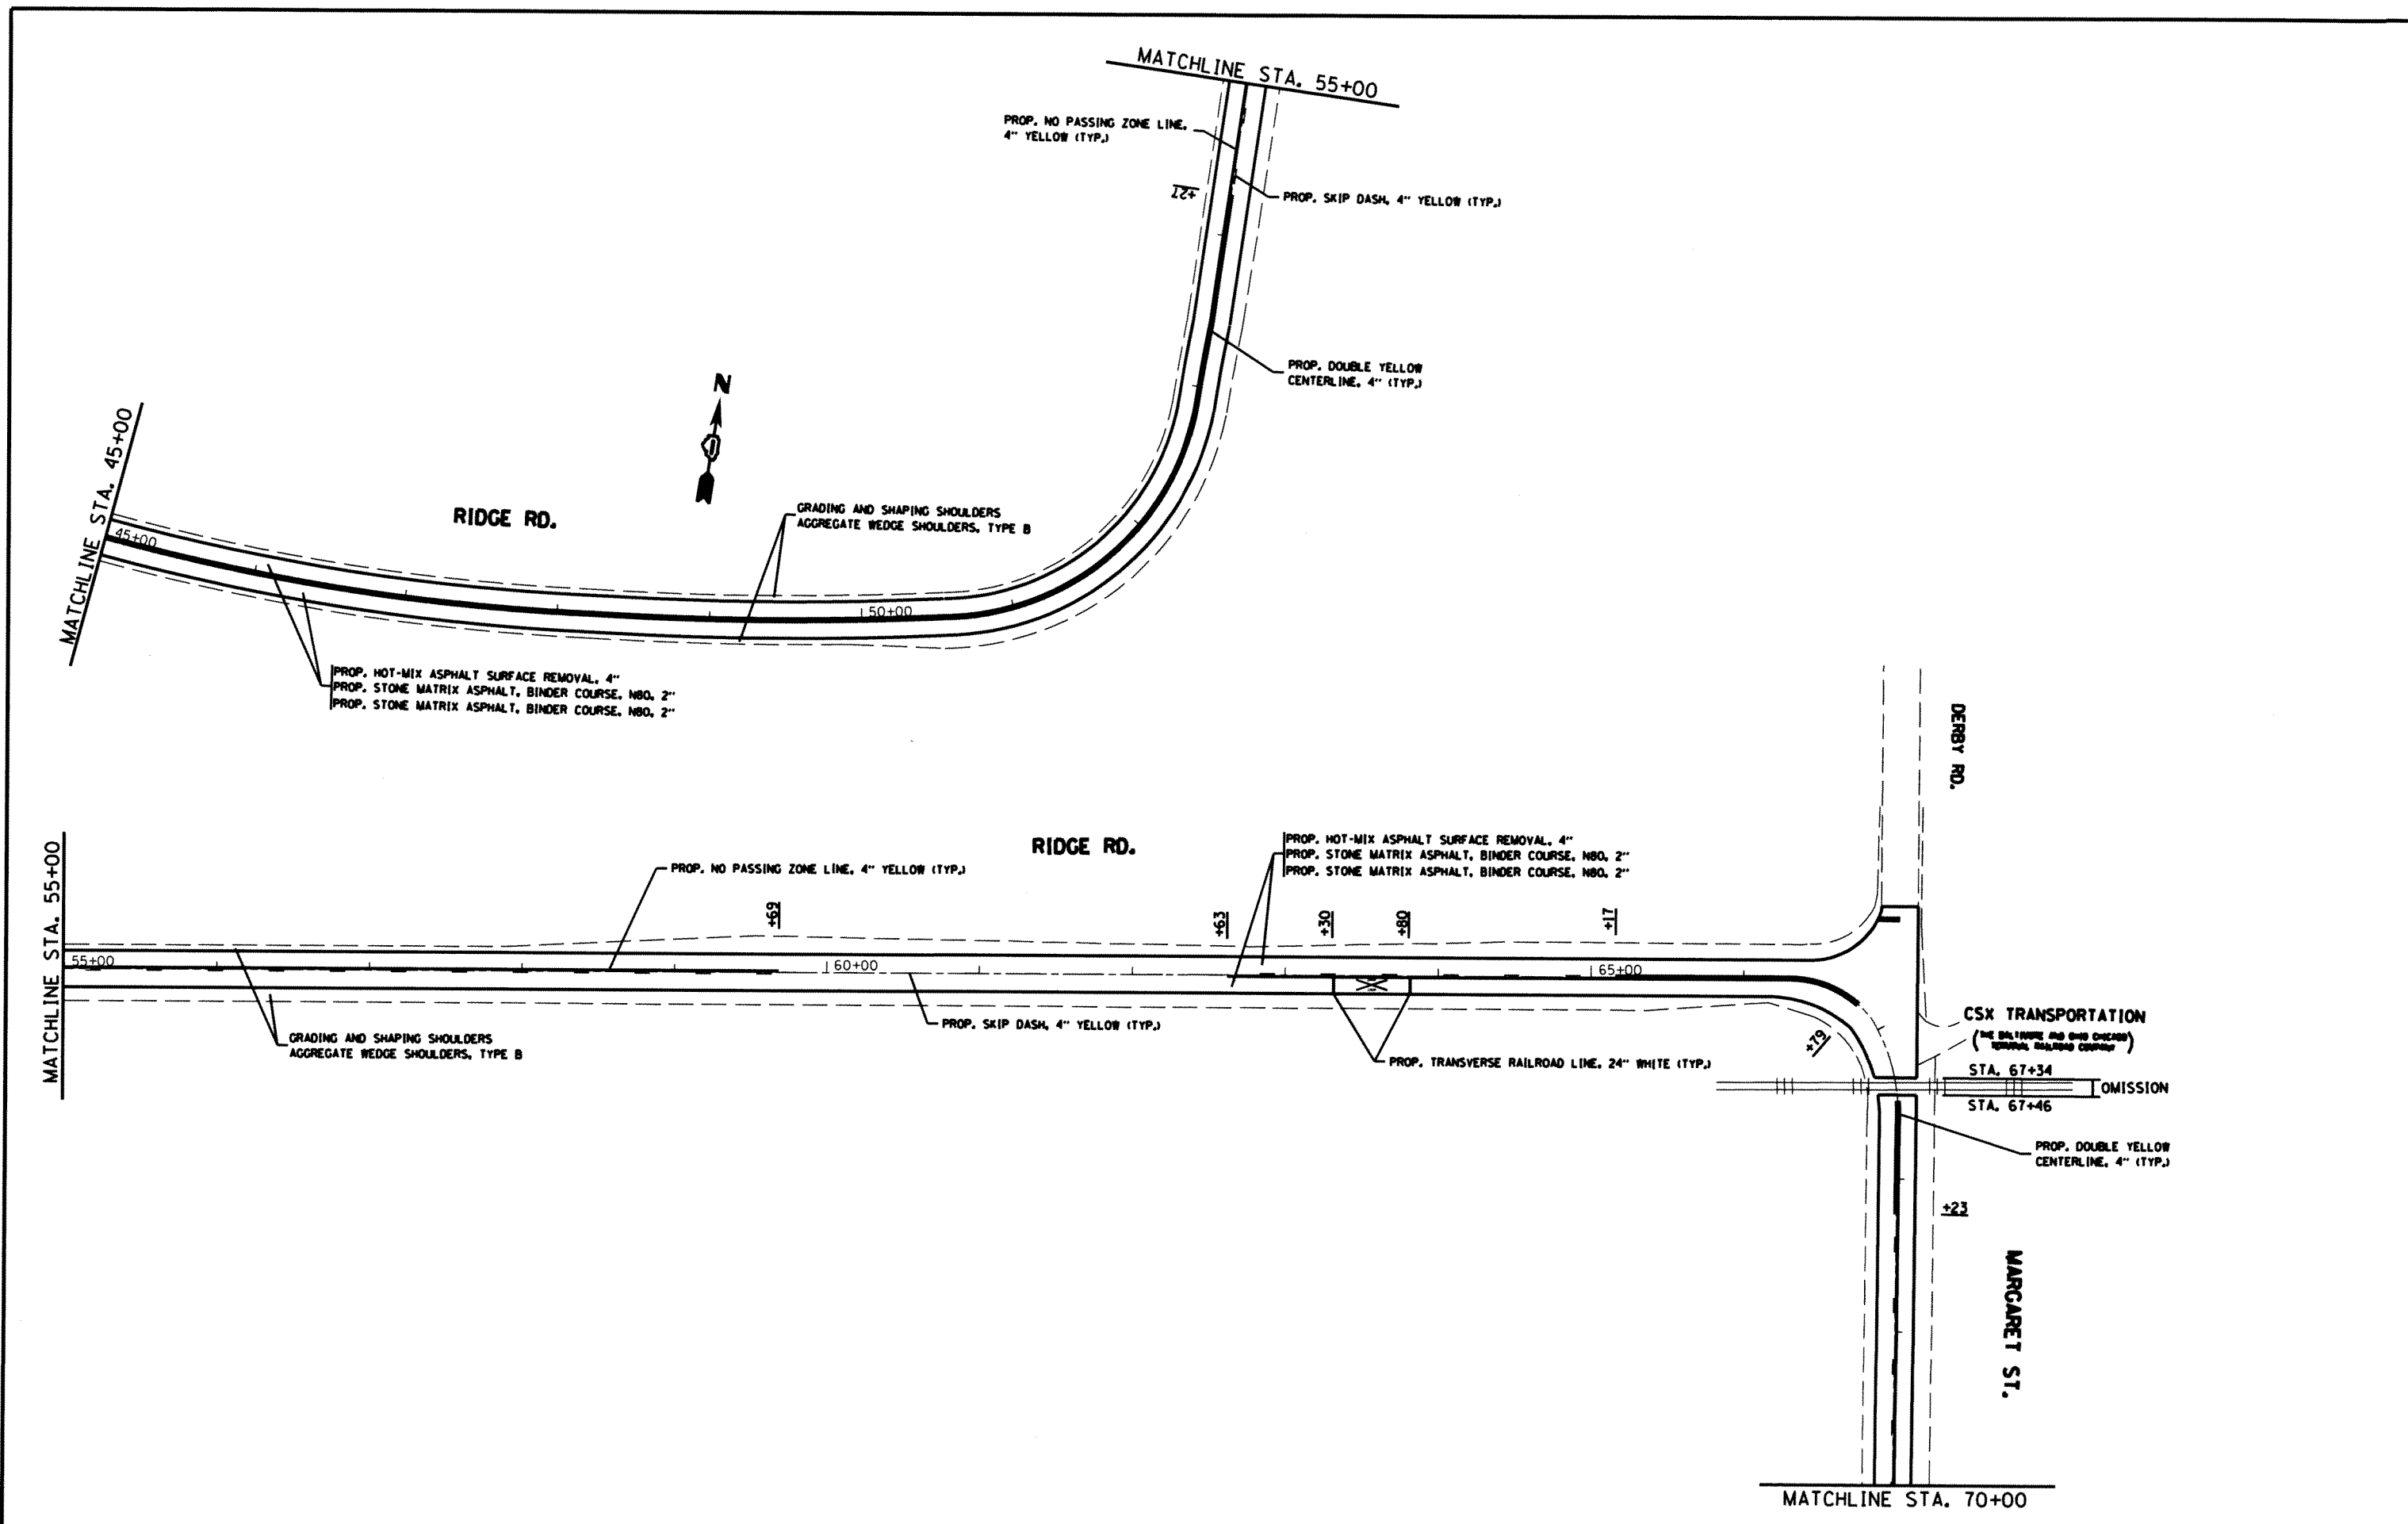 MATCHLINE STA. 55+00
PROP. NO PASSING ZONE LINE,
4" YELLOW (TYP.)
+27
PROP. SKIP DASH, 4" YELLOW (TYP.)
PROP. DOUBLE YELLOW
CENTERLINE, 4" (TYP.)
N
MATCHLINE STA. 45+00
45+00
RIDGE RD.
GRADING AND SHAPING SHOULDERS
AGGREGATE WEDGE SHOULDERS, TYPE B
50+00
PROP. HOT-MIX ASPHALT SURFACE REMOVAL, 4"
PROP. STONE MATRIX ASPHALT, BINDER COURSE, N80, 2"
PROP. STONE MATRIX ASPHALT, BINDER COURSE, N80, 2"
DERBY RD.
MATCHLINE STA. 55+00
55+00
RIDGE RD.
PROP. NO PASSING ZONE LINE, 4" YELLOW (TYP.)
PROP. HOT-MIX ASPHALT SURFACE REMOVAL, 4"
PROP. STONE MATRIX ASPHALT, BINDER COURSE, N80, 2"
PROP. STONE MATRIX ASPHALT, BINDER COURSE, N80, 2"
+69
+63
+30
+80
+17
60+00
65+00
GRADING AND SHAPING SHOULDERS
AGGREGATE WEDGE SHOULDERS, TYPE B
PROP. SKIP DASH, 4" YELLOW (TYP.)
PROP. TRANSVERSE RAILROAD LINE, 24" WHITE (TYP.)
+79
CSX TRANSPORTATION
(THE BALTIMORE AND OHIO CHICAGO
TERMINAL RAILROAD COMPANY)
STA. 67+34
OMISSION
STA. 67+46
PROP. DOUBLE YELLOW
CENTERLINE, 4" (TYP.)
+23
MARGARET ST.
MATCHLINE STA. 70+00